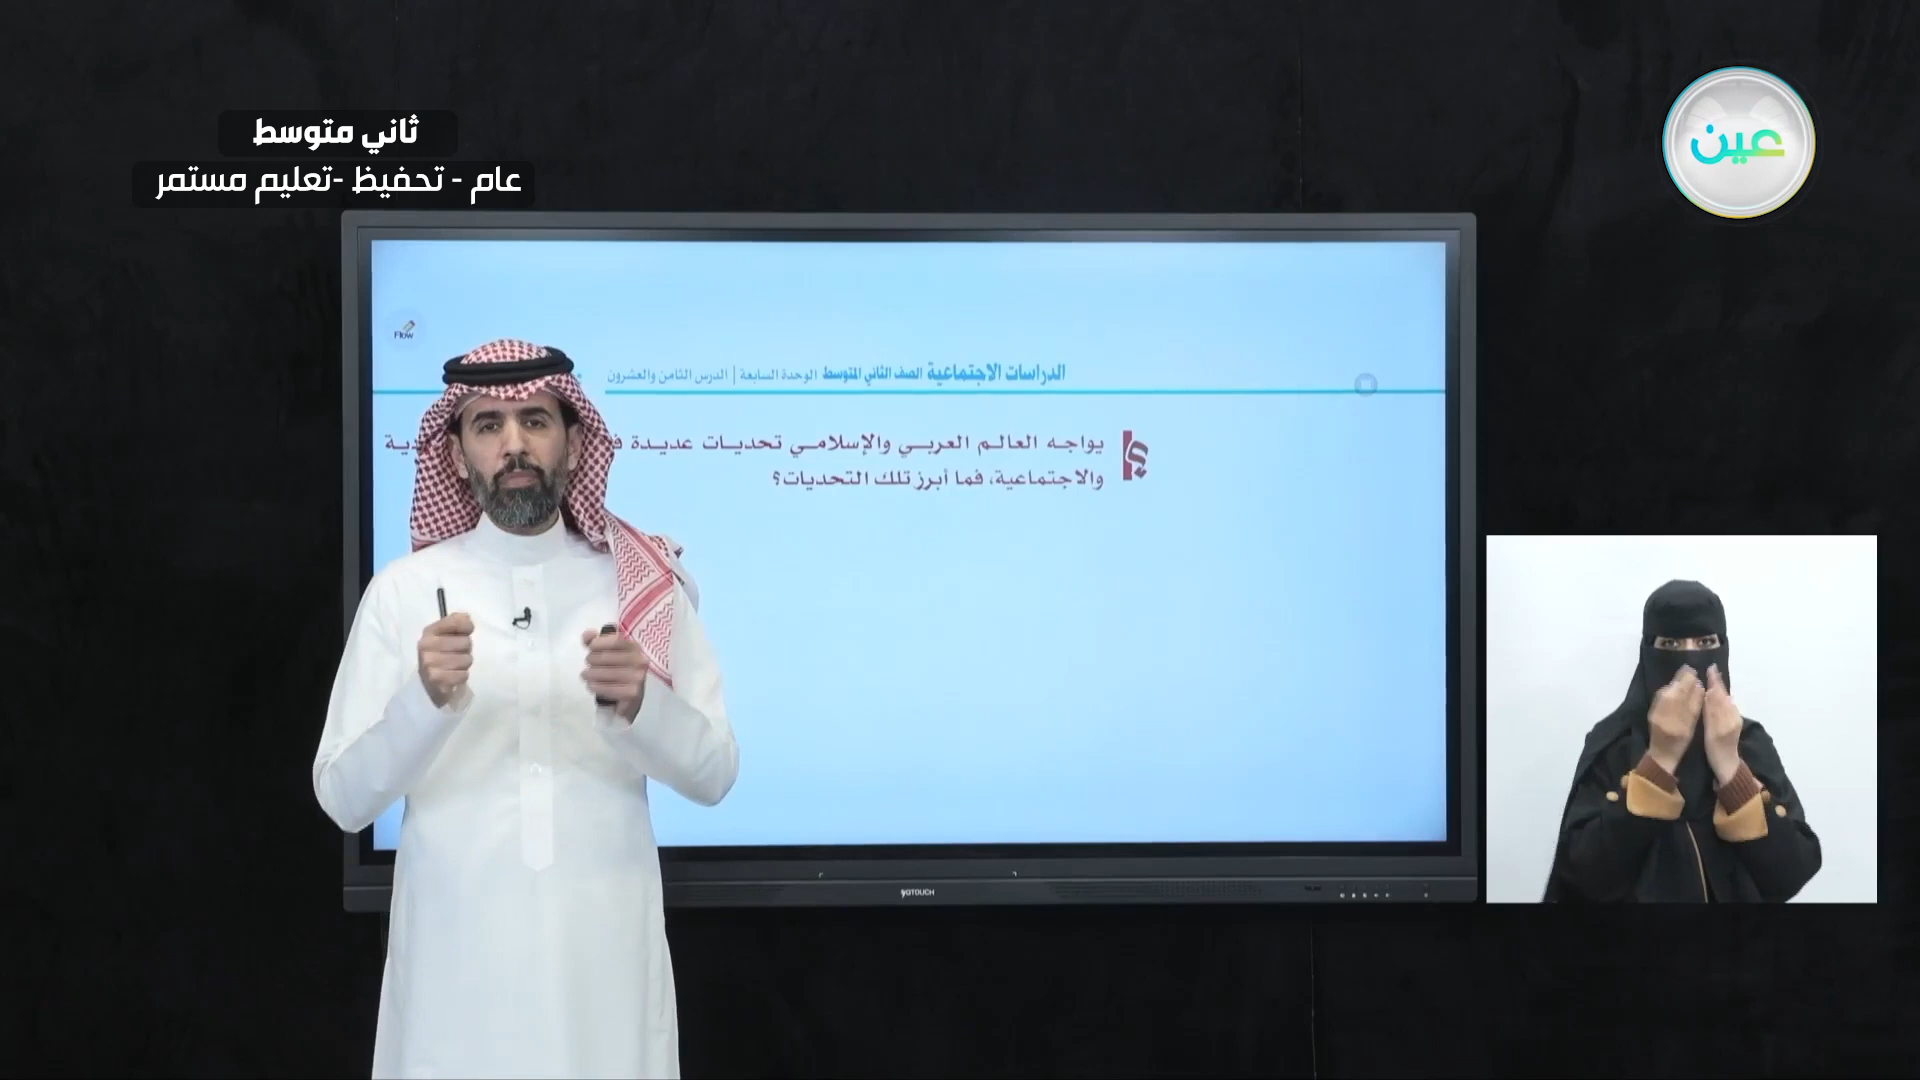 ثاني متوسط
عام - تحفيظ -تعليم مستمر
عين
Flow
الدراسات الاجتماعية الصف الثاني المتوسط الوحدة السابعة | الدرس الثامن والعشرون
يواجه العالم العربي والإسلامي تحديات عديدة
والاجتماعية، فما أبرز تلك التحديات؟